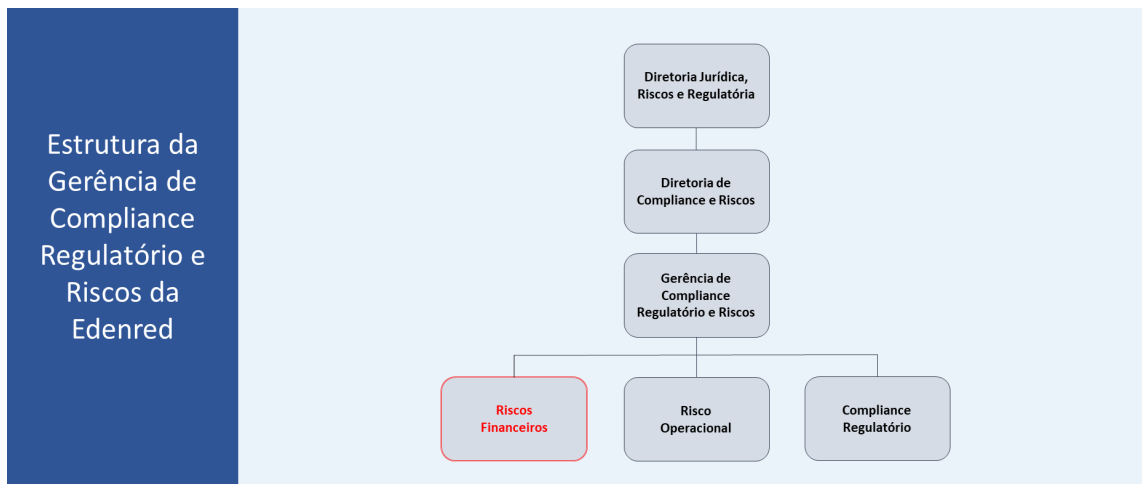 Estrutura da
Gerência de
Compliance
Regulatório e
Riscos da
Edenred
Diretoria Jurídica,
Riscos e Regulatória
Diretoria de
Compliance e Riscos
Gerência de
Compliance
Regulatório e Riscos
Riscos
Financeiros
Risco
Operacional
Compliance
Regulatório